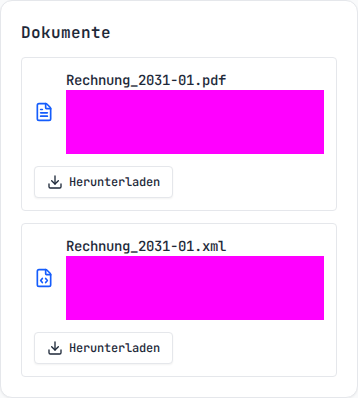 Dokumente
Rechnung_2031-01.pdf
Herunterladen
Rechnung_2031-01.xml
Herunterladen